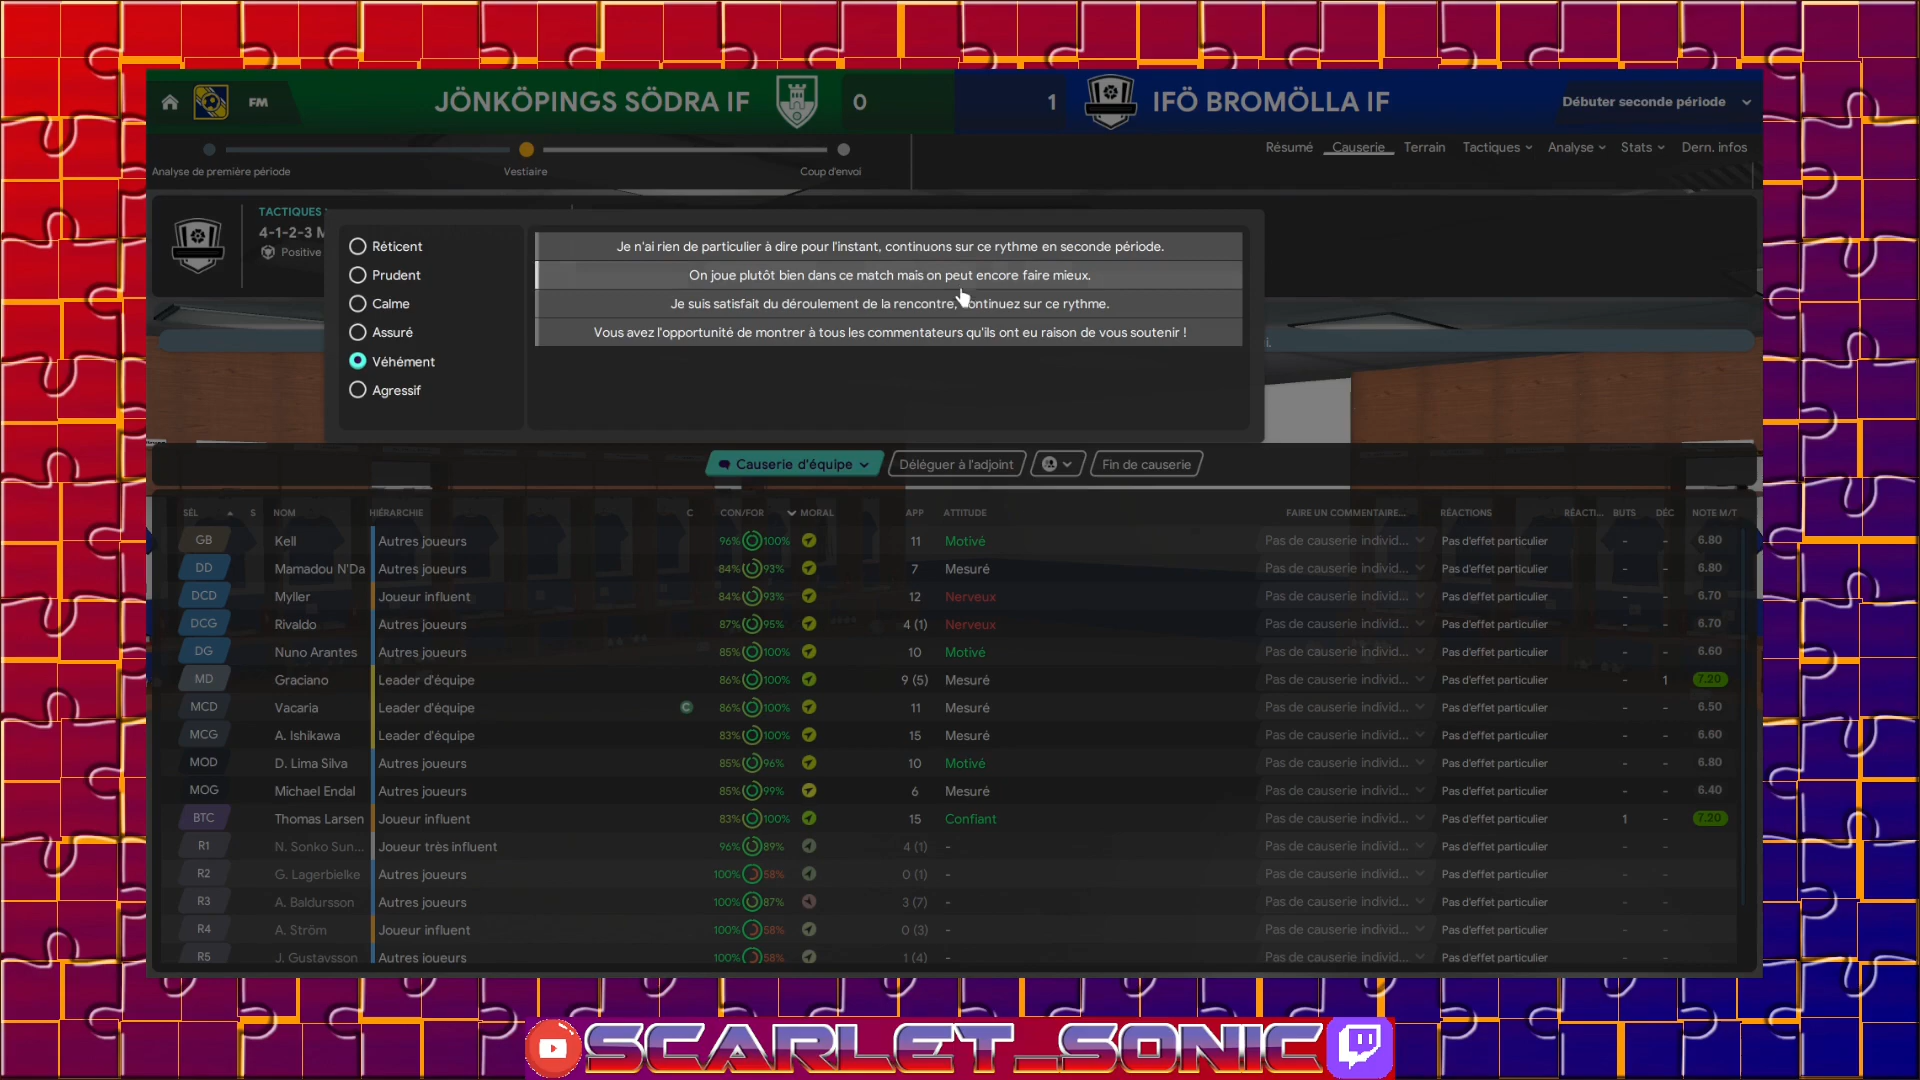 FM
JÖNKÖPINGS SÖDRA IF
0
1
IFÖ BROMÖLLA IF
Débuter seconde période
Analyse de première période
Vestiaire
Coup d'envoi
Résumé
Causerie
Terrain
Tactiques
Analyse
Stats
Dern. infos
TACTIQUES
4-1-2-3 M
Positive
Réticent
Prudent
Calme
Assuré
Véhément
Agressif
Je n'ai rien de particulier à dire pour l'instant, continuons sur ce rythme en seconde période.
On joue plutôt bien dans ce match mais on peut encore faire mieux.
Je suis satisfait du déroulement de la rencontre, continuez sur ce rythme.
Vous avez l'opportunité de montrer à tous les commentateurs qu'ils ont eu raison de vous soutenir !
Causerie d'équipe
Déléguer à l'adjoint
Fin de causerie
SÉL S NOM HIÉRARCHIE C CON/FOR MORAL APP ATTITUDE FAIRE UN COMMENTAIRE... RÉACTIONS RÉACTI... BUTS DÉC NOTE M/T
GB Kell Autres joueurs 96% 100% 11 Motivé Pas de causerie individ... Pas d'effet particulier - - 6.80
DD Mamadou N'Da Autres joueurs 84% 93% 7 Mesuré Pas de causerie individ... Pas d'effet particulier - - 6.80
DCD Myller Joueur influent 84% 93% 12 Nerveux Pas de causerie individ... Pas d'effet particulier - - 6.70
DCG Rivaldo Autres joueurs 87% 95% 4 (1) Nerveux Pas de causerie individ... Pas d'effet particulier - - 6.70
DG Nuno Arantes Autres joueurs 85% 100% 10 Motivé Pas de causerie individ... Pas d'effet particulier - - 6.60
MD Graciano Leader d'équipe 86% 100% 9 (5) Mesuré Pas de causerie individ... Pas d'effet particulier - 1 7.20
MCD Vacaria Leader d'équipe C 86% 100% 11 Mesuré Pas de causerie individ... Pas d'effet particulier - - 6.50
MCG A. Ishikawa Leader d'équipe 83% 100% 15 Mesuré Pas de causerie individ... Pas d'effet particulier - - 6.60
MOD D. Lima Silva Autres joueurs 85% 96% 10 Motivé Pas de causerie individ... Pas d'effet particulier - - 6.80
MOG Michael Endal Autres joueurs 85% 99% 6 Mesuré Pas de causerie individ... Pas d'effet particulier - - 6.40
BTC Thomas Larsen Joueur influent 83% 100% 15 Confiant Pas de causerie individ... Pas d'effet particulier 1 - 7.20
R1 N. Sonko Sun... Joueur très influent 96% 89% 4 (1) - Pas de causerie individ... Pas d'effet particulier
R2 G. Lagerbielke Autres joueurs 100% 58% 0 (1) - Pas de causerie individ... Pas d'effet particulier
R3 A. Baldursson Autres joueurs 100% 87% 3 (7) - Pas de causerie individ... Pas d'effet particulier
R4 A. Ström Joueur influent 100% 58% 0 (3) - Pas de causerie individ... Pas d'effet particulier
R5 J. Gustavsson Autres joueurs 100% 58% 1 (4) - Pas de causerie individ... Pas d'effet particulier
SCARLET_SONIC